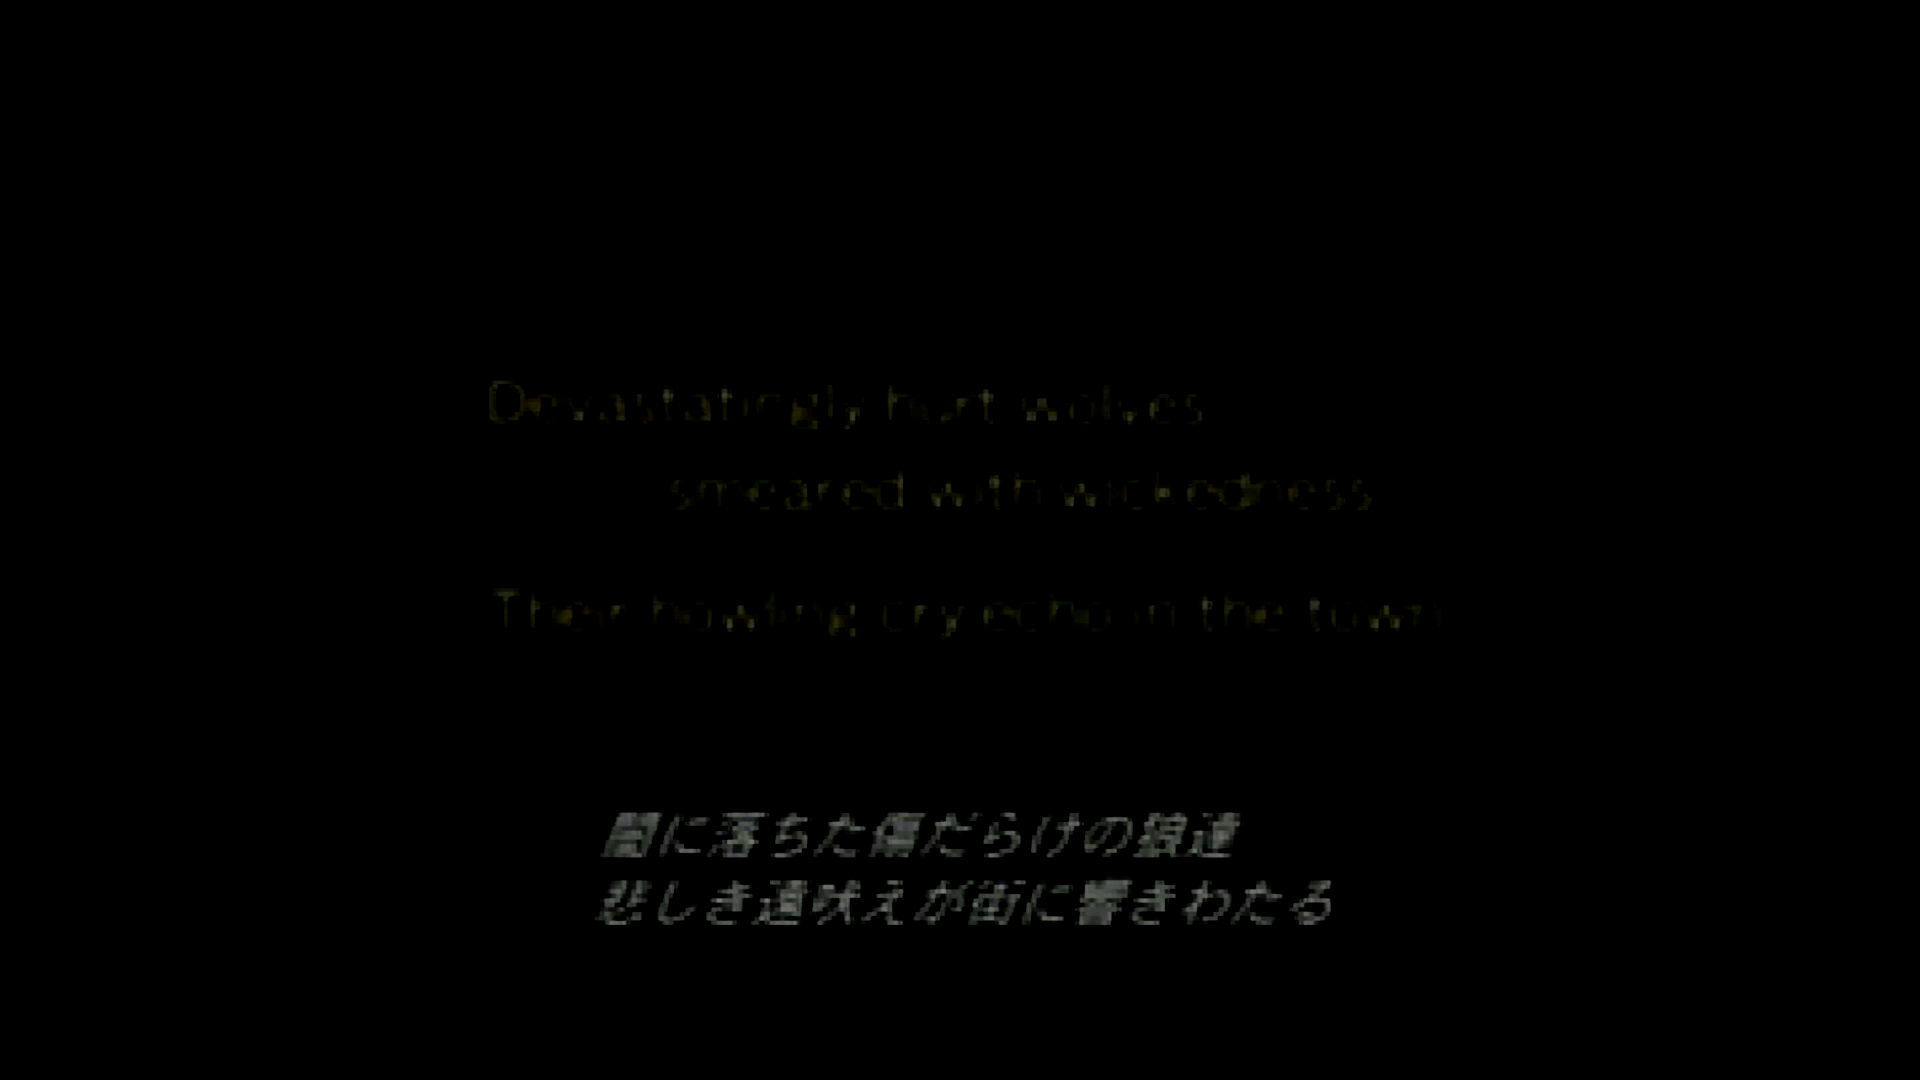 Devastatingly hurt wolves
smeared with wickedness
Their howling cry echo in the town
闇に落ちた傷だらけの狼達
悲しき遠吠えが街に響きわたる